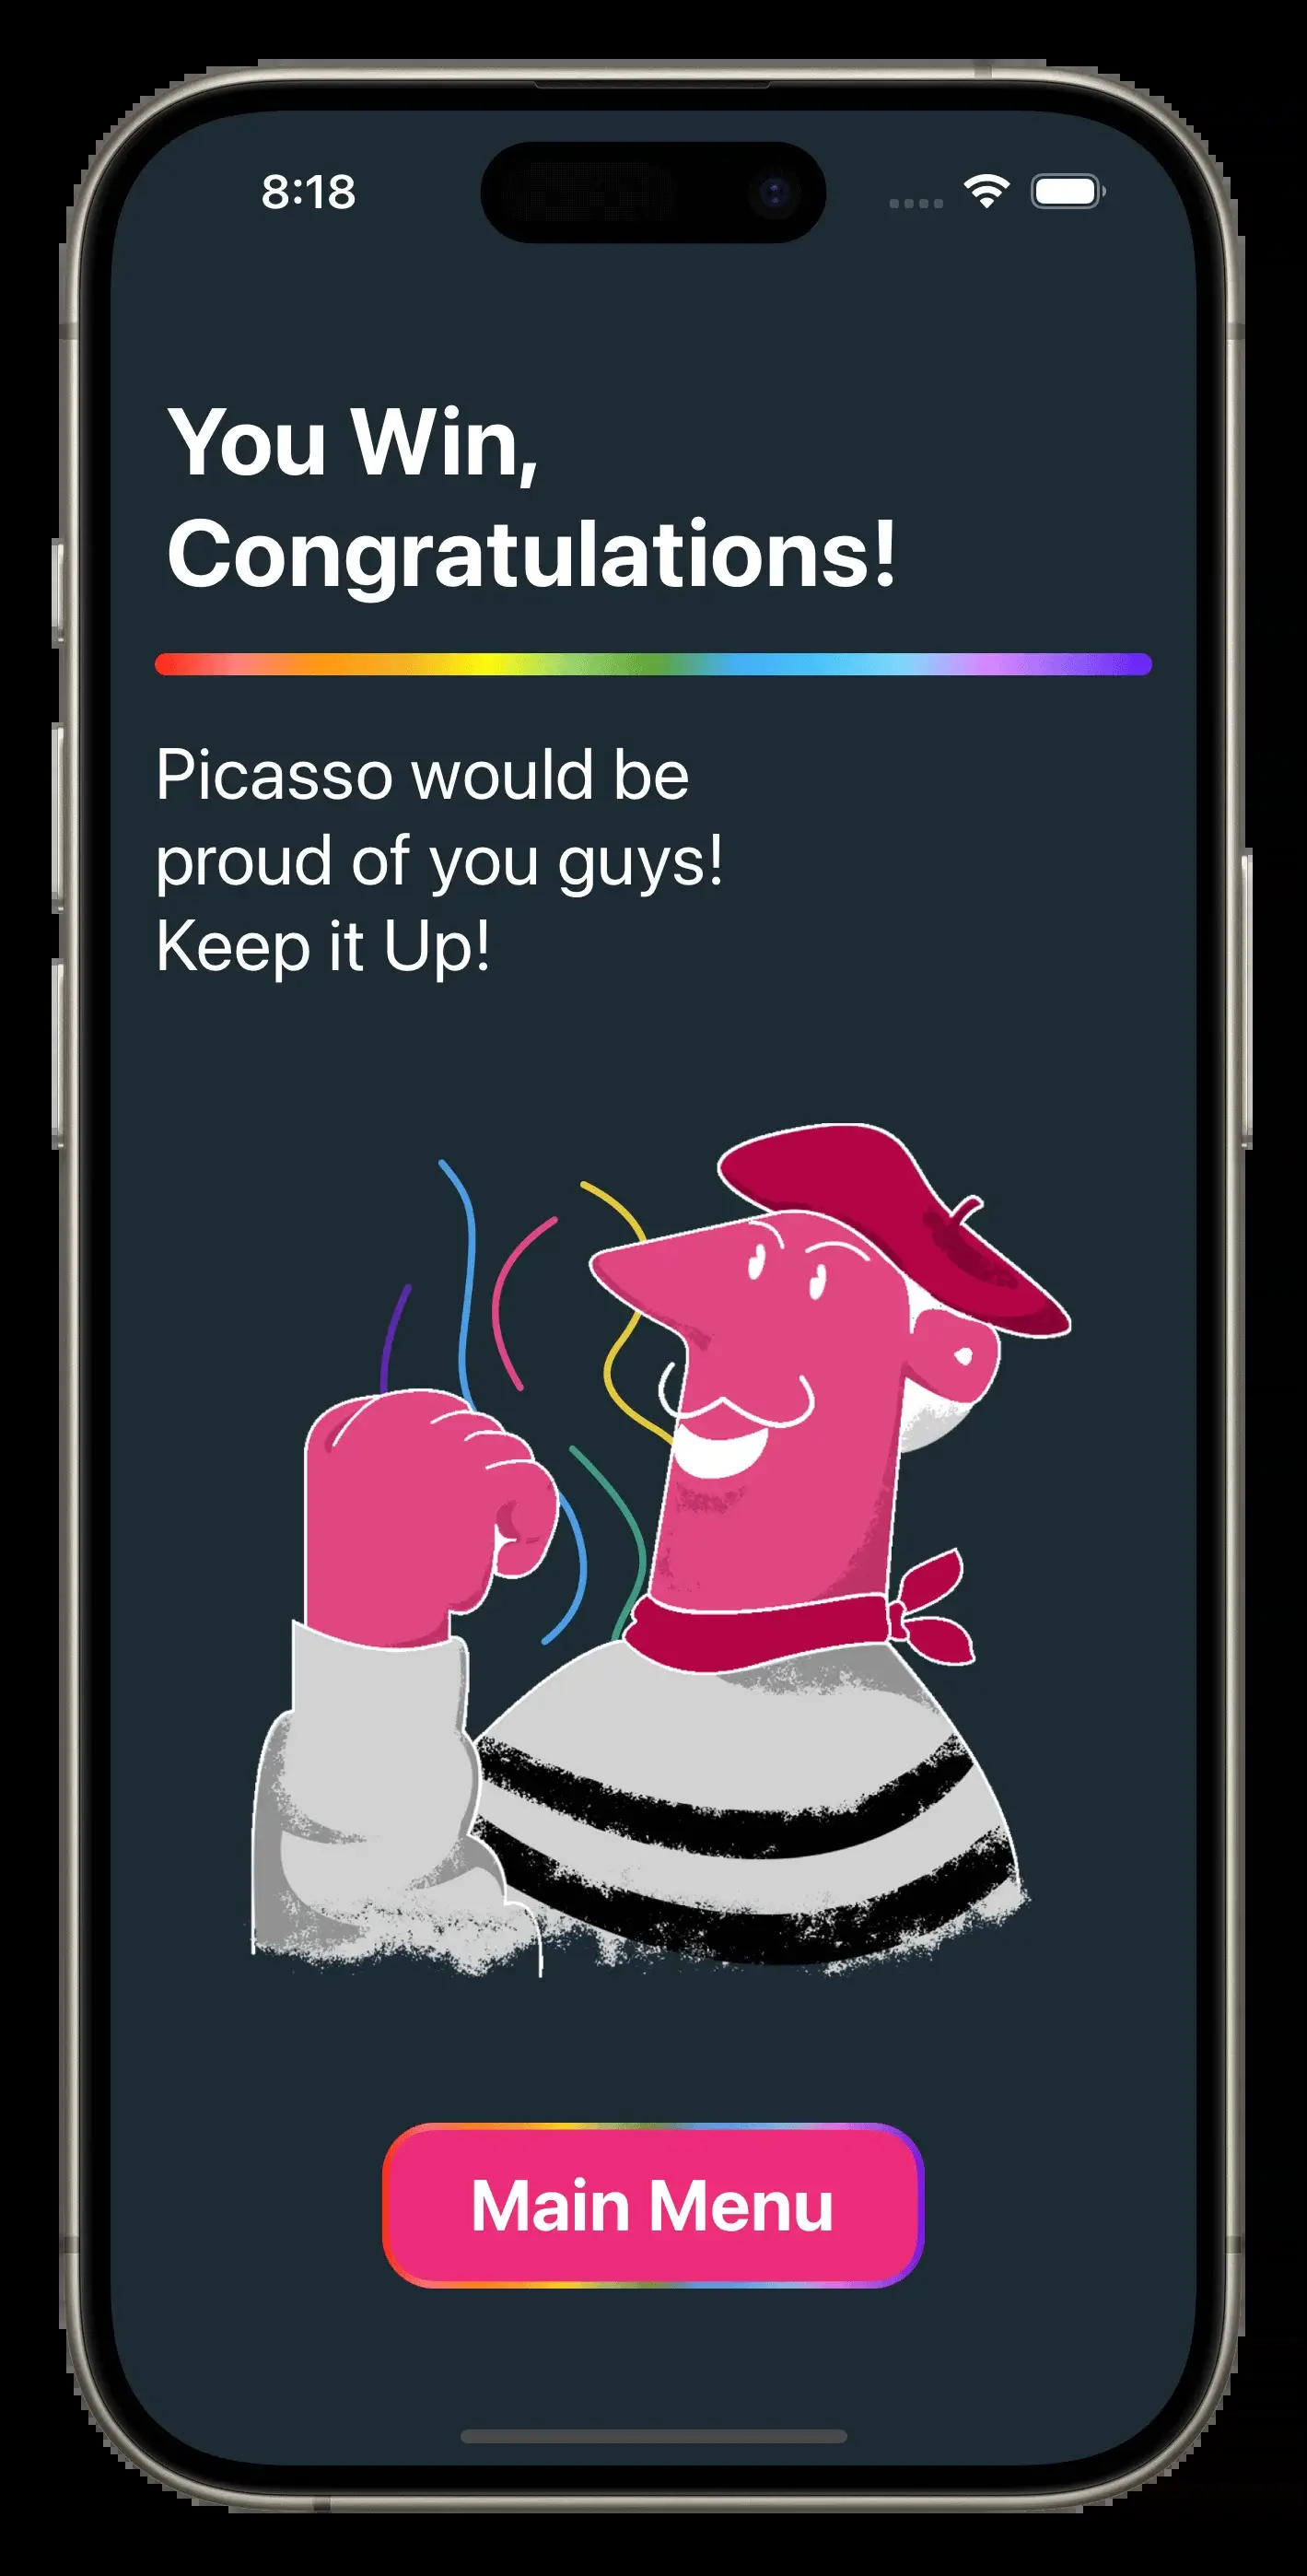 8:18
You Win,
Congratulations!
Picasso would be
proud of you guys!
Keep it Up!
Main Menu